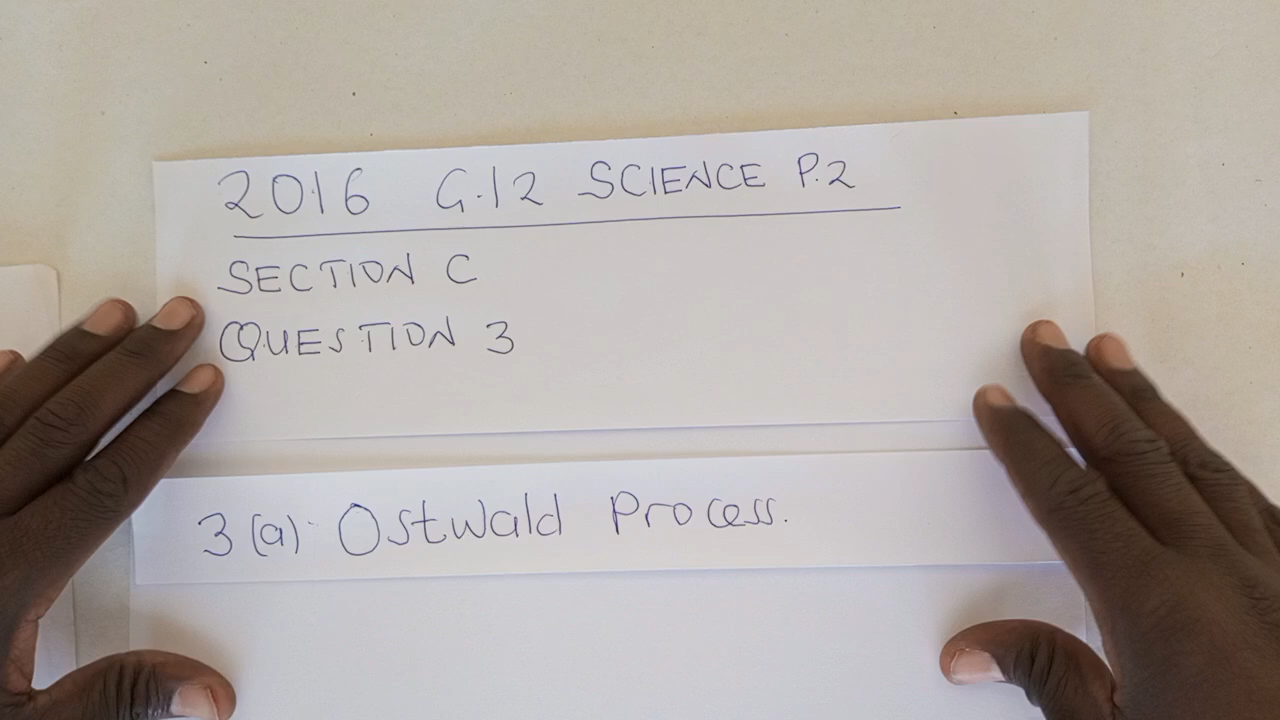 2016 G.12 SCIENCE P.2
SECTION C
QUESTION 3
3(a). Ostwald Process.